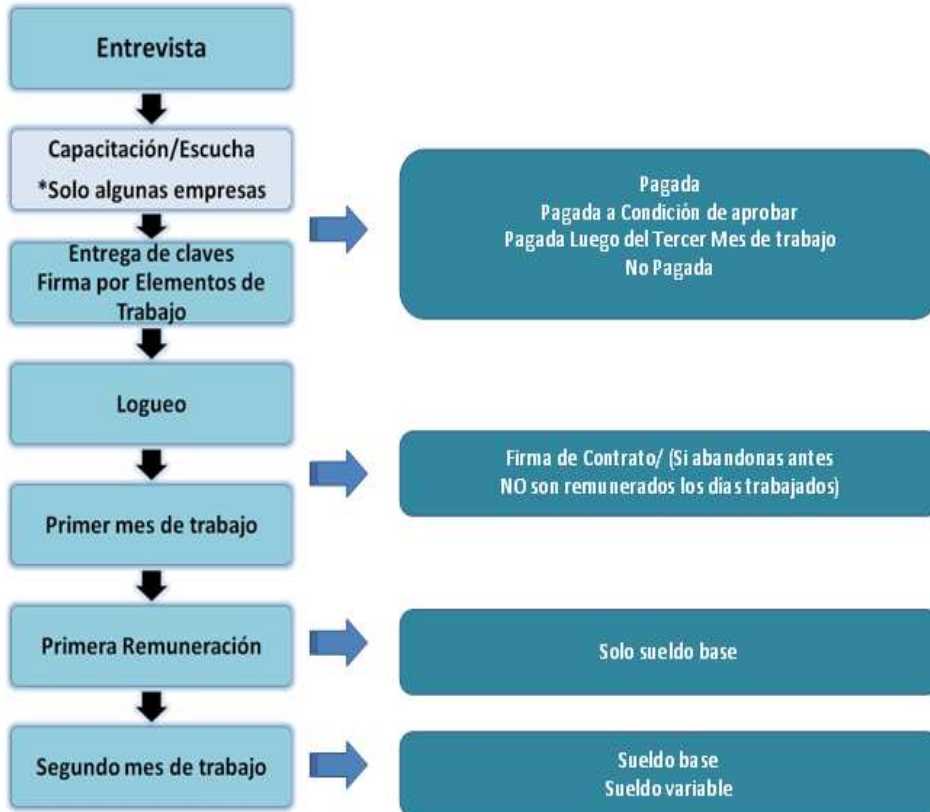 Entrevista
Capacitación/Escucha
*Solo algunas empresas
Pagada
Pagada a Condición de aprobar
Pagada Luego del Tercer Mes de trabajo
No Pagada
Entrega de claves
Firma por Elementos de
Trabajo
Logueo
Firma de Contrato/ (Si abandonas antes
NO son remunerados los días trabajados)
Primer mes de trabajo
Primera Remuneración
Solo sueldo base
Segundo mes de trabajo
Sueldo base
Sueldo variable